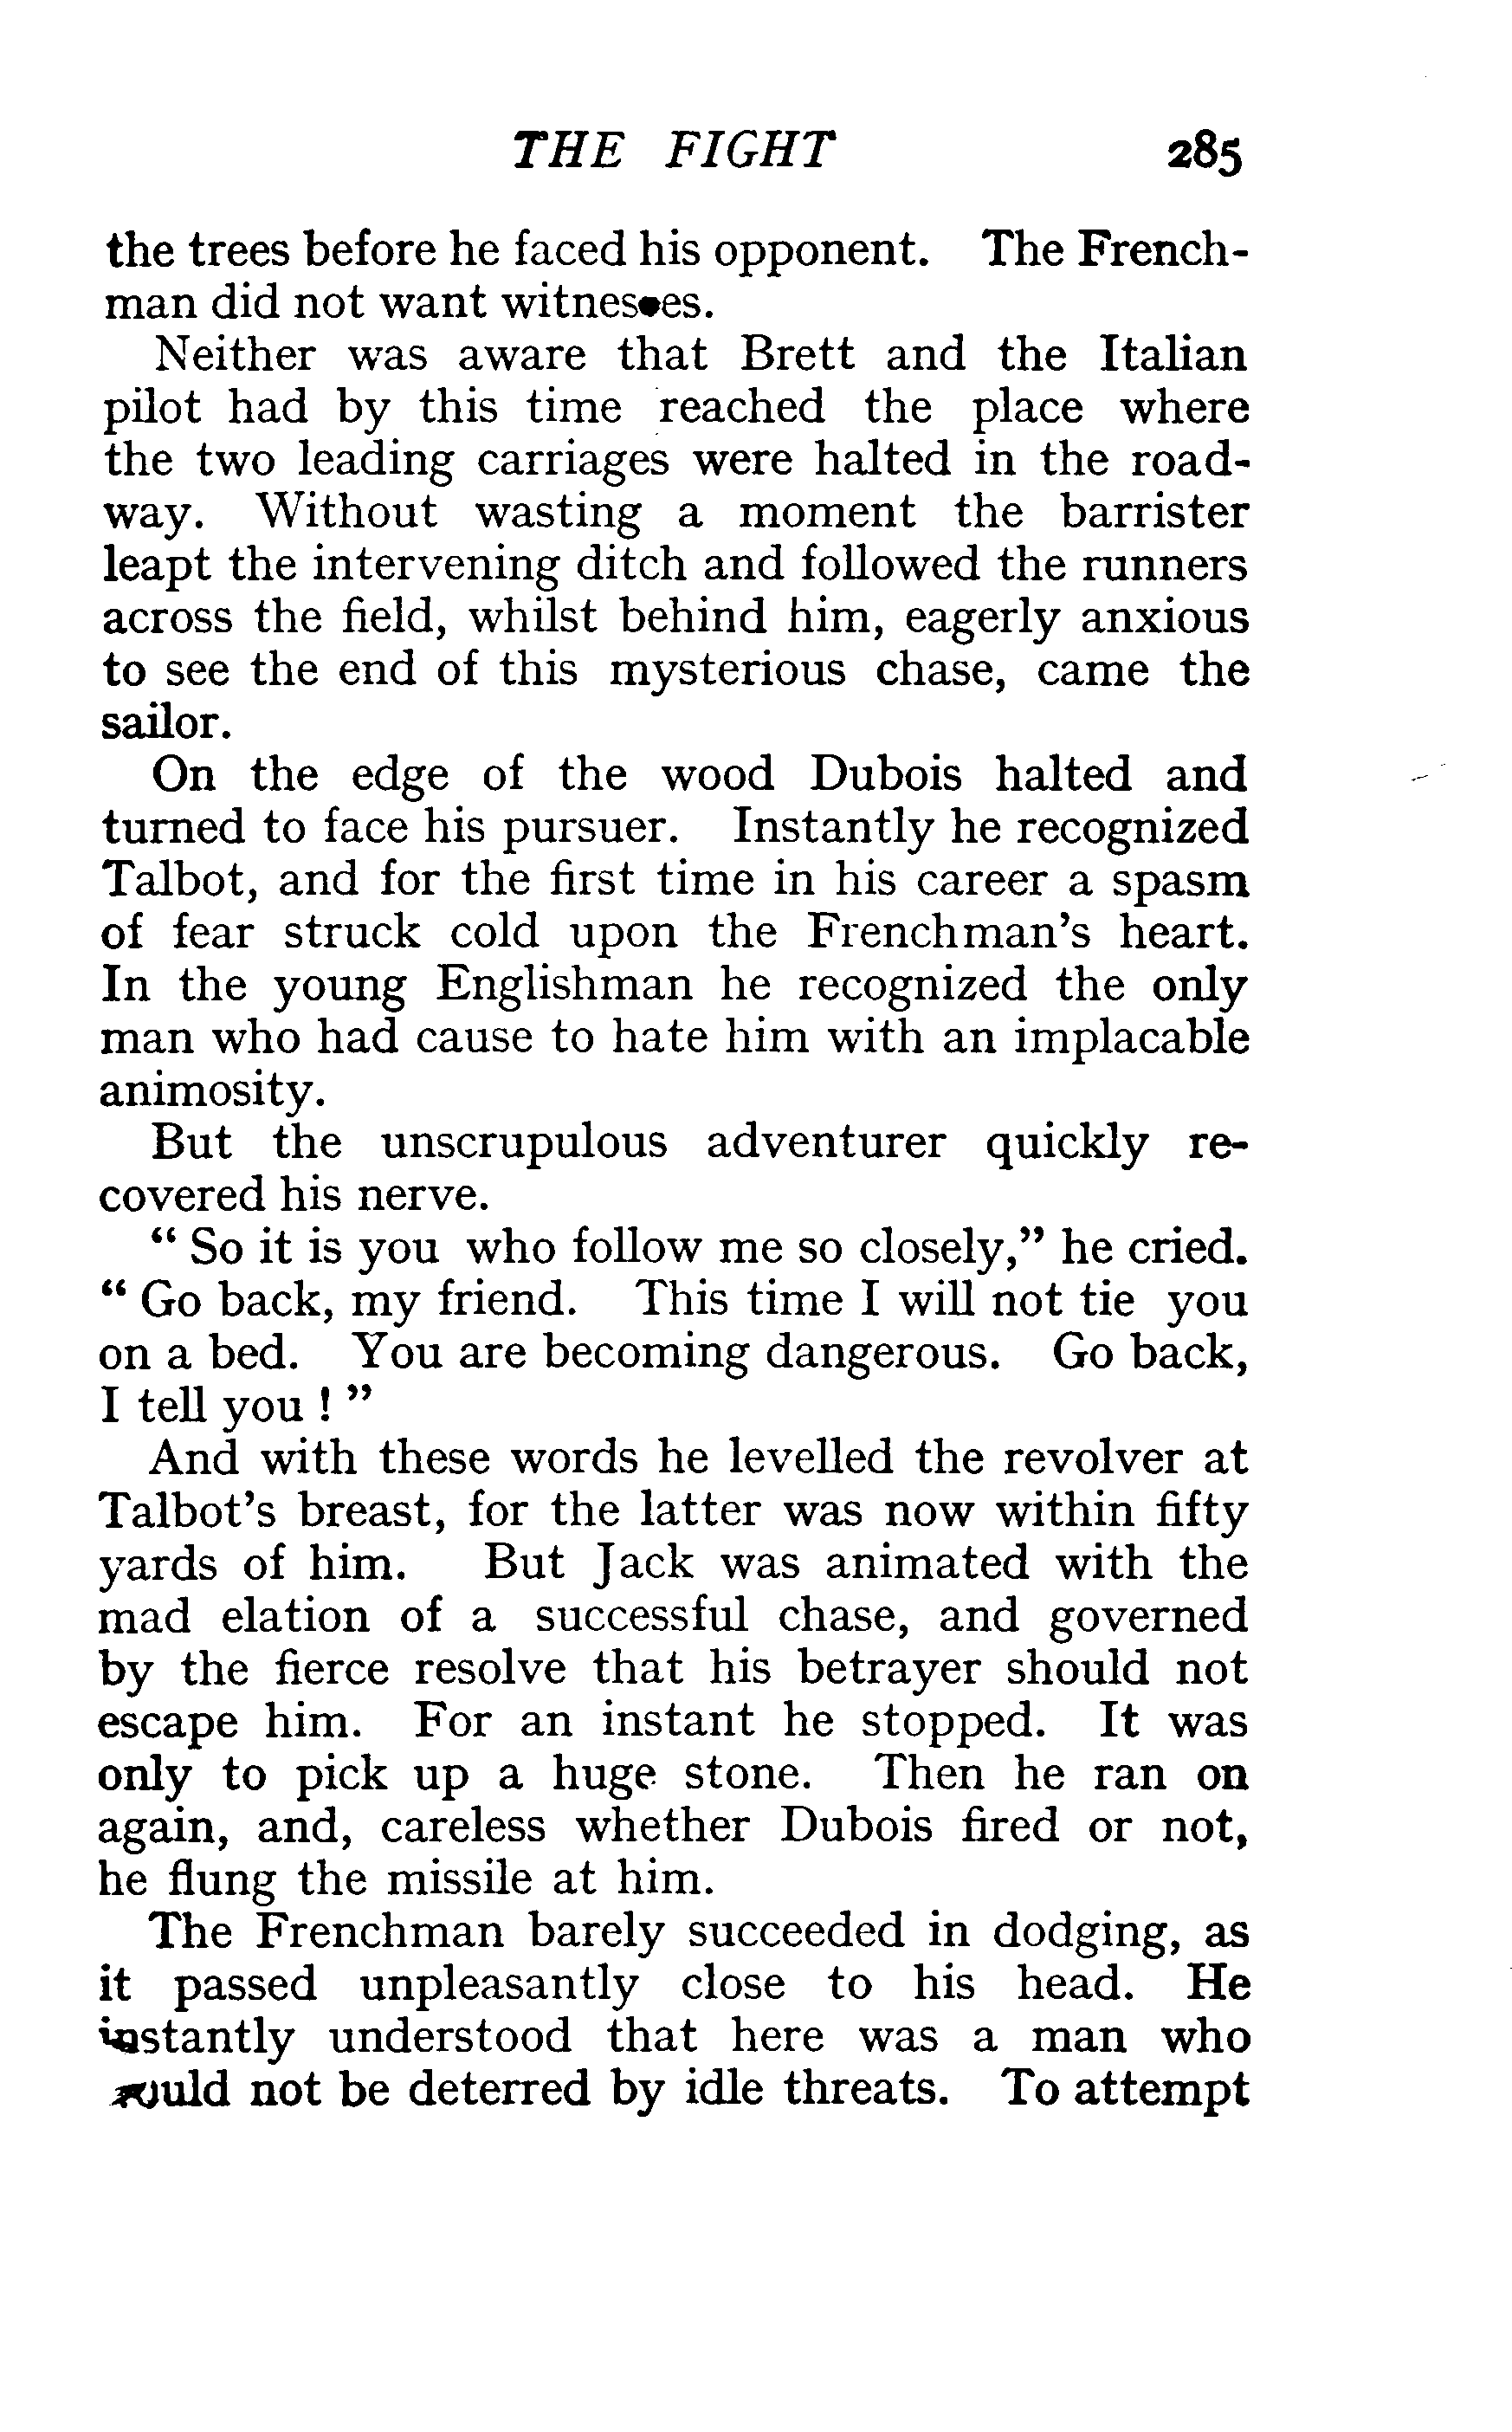 THE FIGHT 285
the trees before he faced his opponent. The French-
man did not want witnesses.
Neither was aware that Brett and the Italian
pilot had by this time reached the place where
the two leading carriages were halted in the road-
way. Without wasting a moment the barrister
leapt the intervening ditch and followed the runners
across the field, whilst behind him, eagerly anxious
to see the end of this mysterious chase, came the
sailor.
On the edge of the wood Dubois halted and
turned to face his pursuer. Instantly he recognized
Talbot, and for the first time in his career a spasm
of fear struck cold upon the Frenchman's heart.
In the young Englishman he recognized the only
man who had cause to hate him with an implacable
animosity.
But the unscrupulous adventurer quickly re-
covered his nerve.
“ So it is you who follow me so closely,” he cried.
“ Go back, my friend. This time I will not tie you
on a bed. You are becoming dangerous. Go back,
I tell you ! ”
And with these words he levelled the revolver at
Talbot's breast, for the latter was now within fifty
yards of him. But Jack was animated with the
mad elation of a successful chase, and governed
by the fierce resolve that his betrayer should not
escape him. For an instant he stopped. It was
only to pick up a huge stone. Then he ran on
again, and, careless whether Dubois fired or not,
he flung the missile at him.
The Frenchman barely succeeded in dodging, as
it passed unpleasantly close to his head. He
instantly understood that here was a man who
would not be deterred by idle threats. To attempt